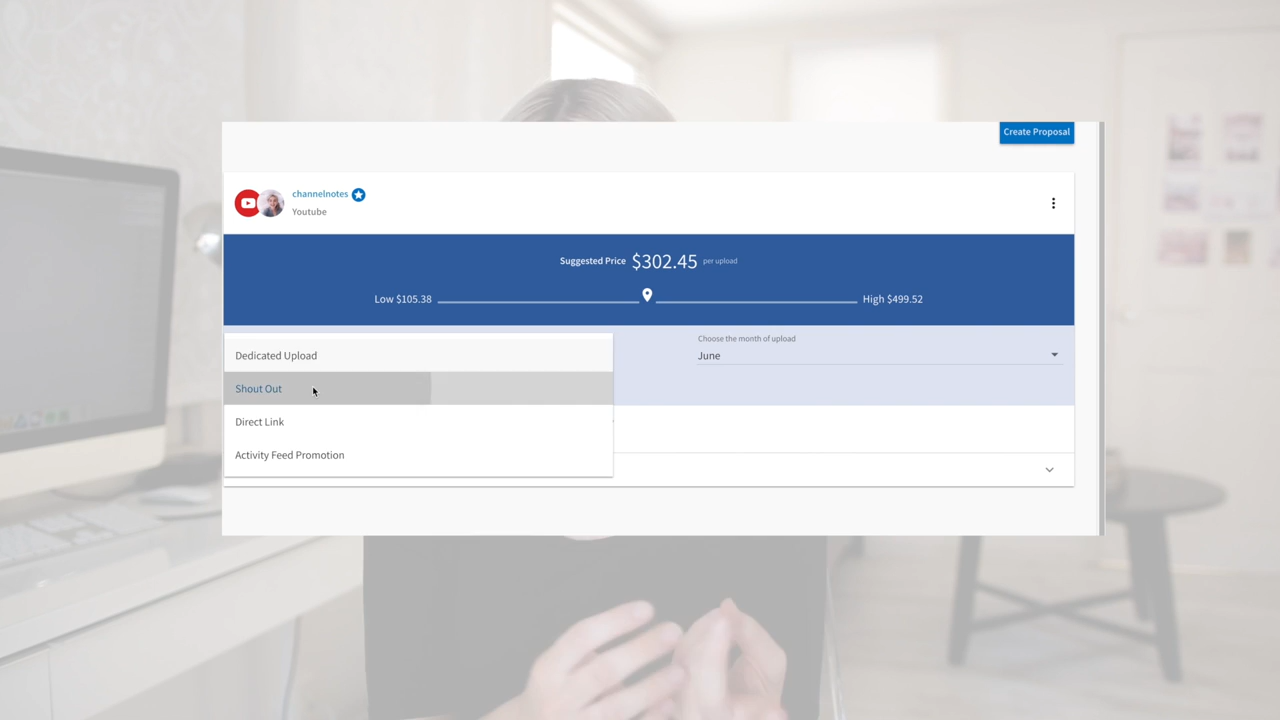 Create Proposal
channelnotes
Youtube
Suggested Price $302.45 per upload
Low $105.38
High $499.52
Dedicated Upload
Shout Out
Direct Link
Activity Feed Promotion
Choose the month of upload
June